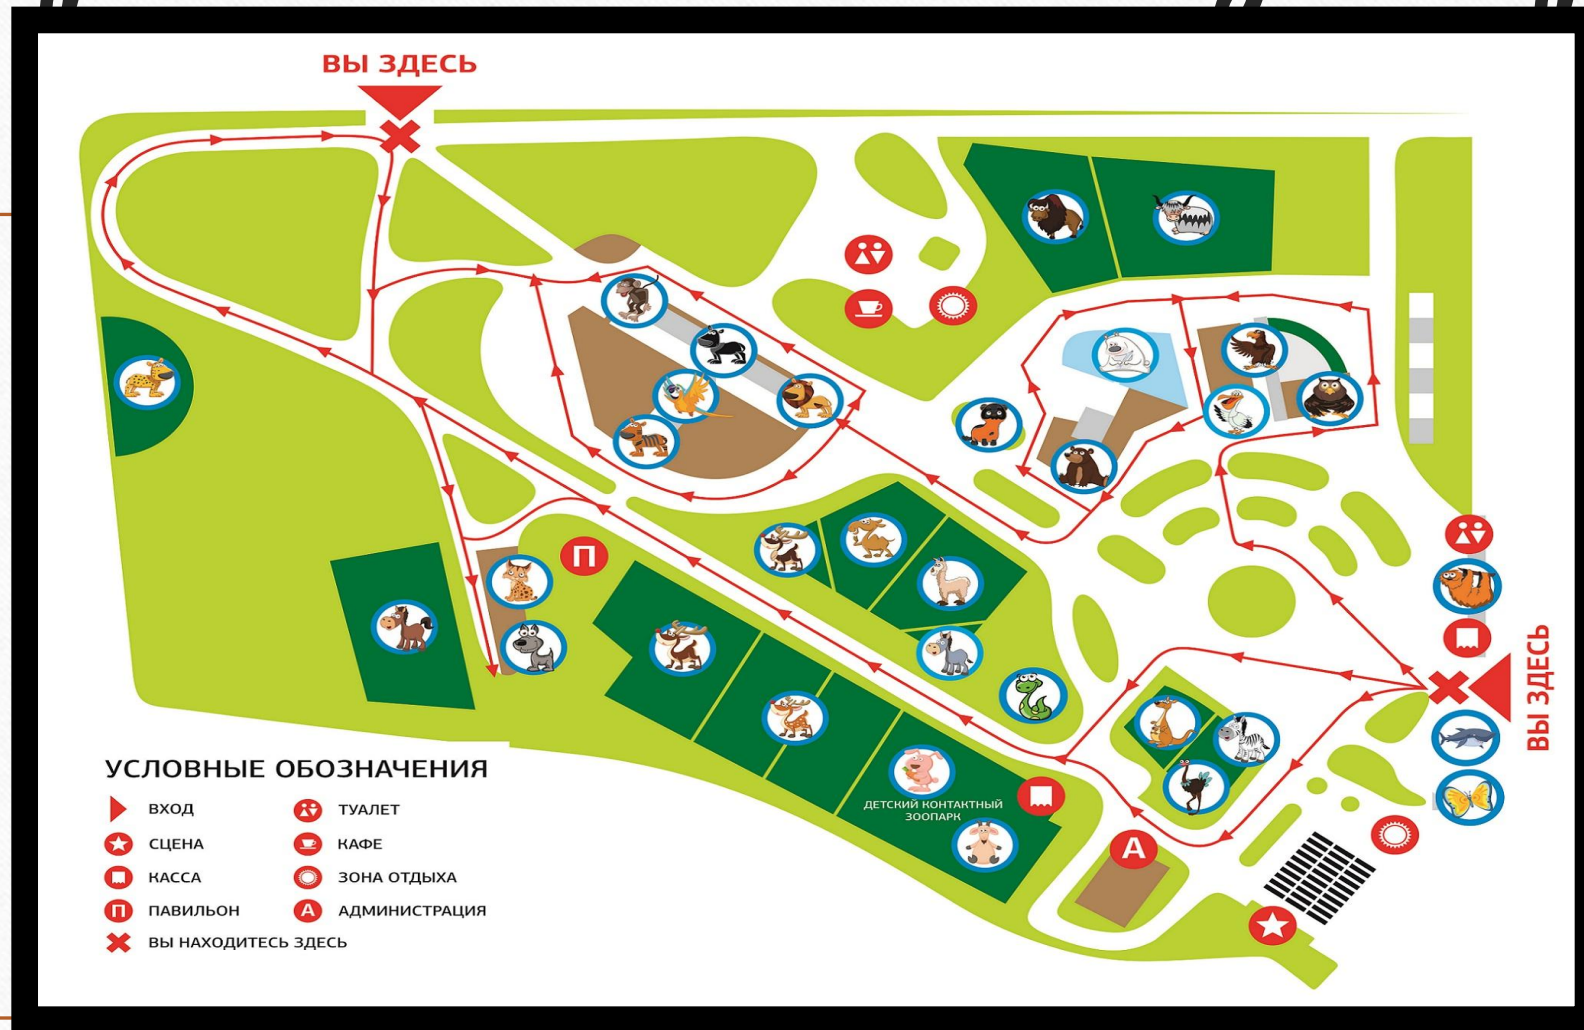 ВЫ ЗДЕСЬ
ВЫ ЗДЕСЬ
П
ДЕТСКИЙ КОНТАКТНЫЙ
ЗООПАРК
А
УСЛОВНЫЕ ОБОЗНАЧЕНИЯ
ВХОД
СЦЕНА
КАССА
П ПАВИЛЬОН
ВЫ НАХОДИТЕСЬ ЗДЕСЬ
ТУАЛЕТ
КАФЕ
ЗОНА ОТДЫХА
А АДМИНИСТРАЦИЯ